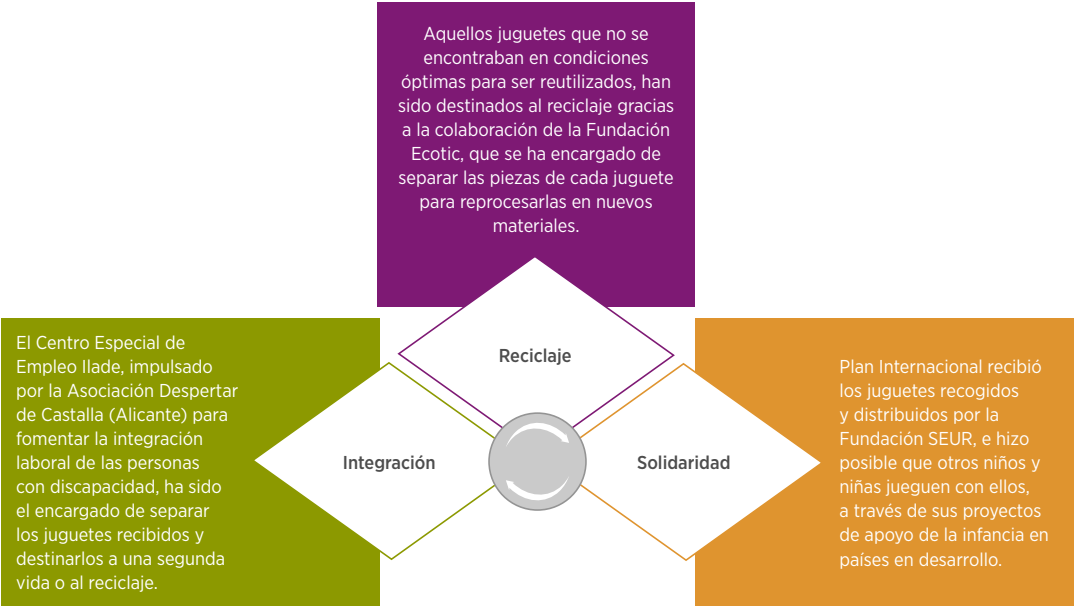 Aquellos juguetes que no se
encontraban en condiciones
óptimas para ser reutilizados, han
sido destinados al reciclaje gracias
a la colaboración de la Fundación
Ecotic, que se ha encargado de
separar las piezas de cada juguete
para reprocesarlas en nuevos
materiales.
Reciclaje
El Centro Especial de
Empleo Ilade, impulsado
por la Asociación Despertar
de Castalla (Alicante) para
fomentar la integración
laboral de las personas
con discapacidad, ha sido
el encargado de separar
los juguetes recibidos y
destinarlos a una segunda
vida o al reciclaje.
Integración
Solidaridad
Plan Internacional recibió
los juguetes recogidos
y distribuidos por la
Fundación SEUR, e hizo
posible que otros niños y
niñas jueguen con ellos,
a través de sus proyectos
de apoyo de la infancia en
países en desarrollo.